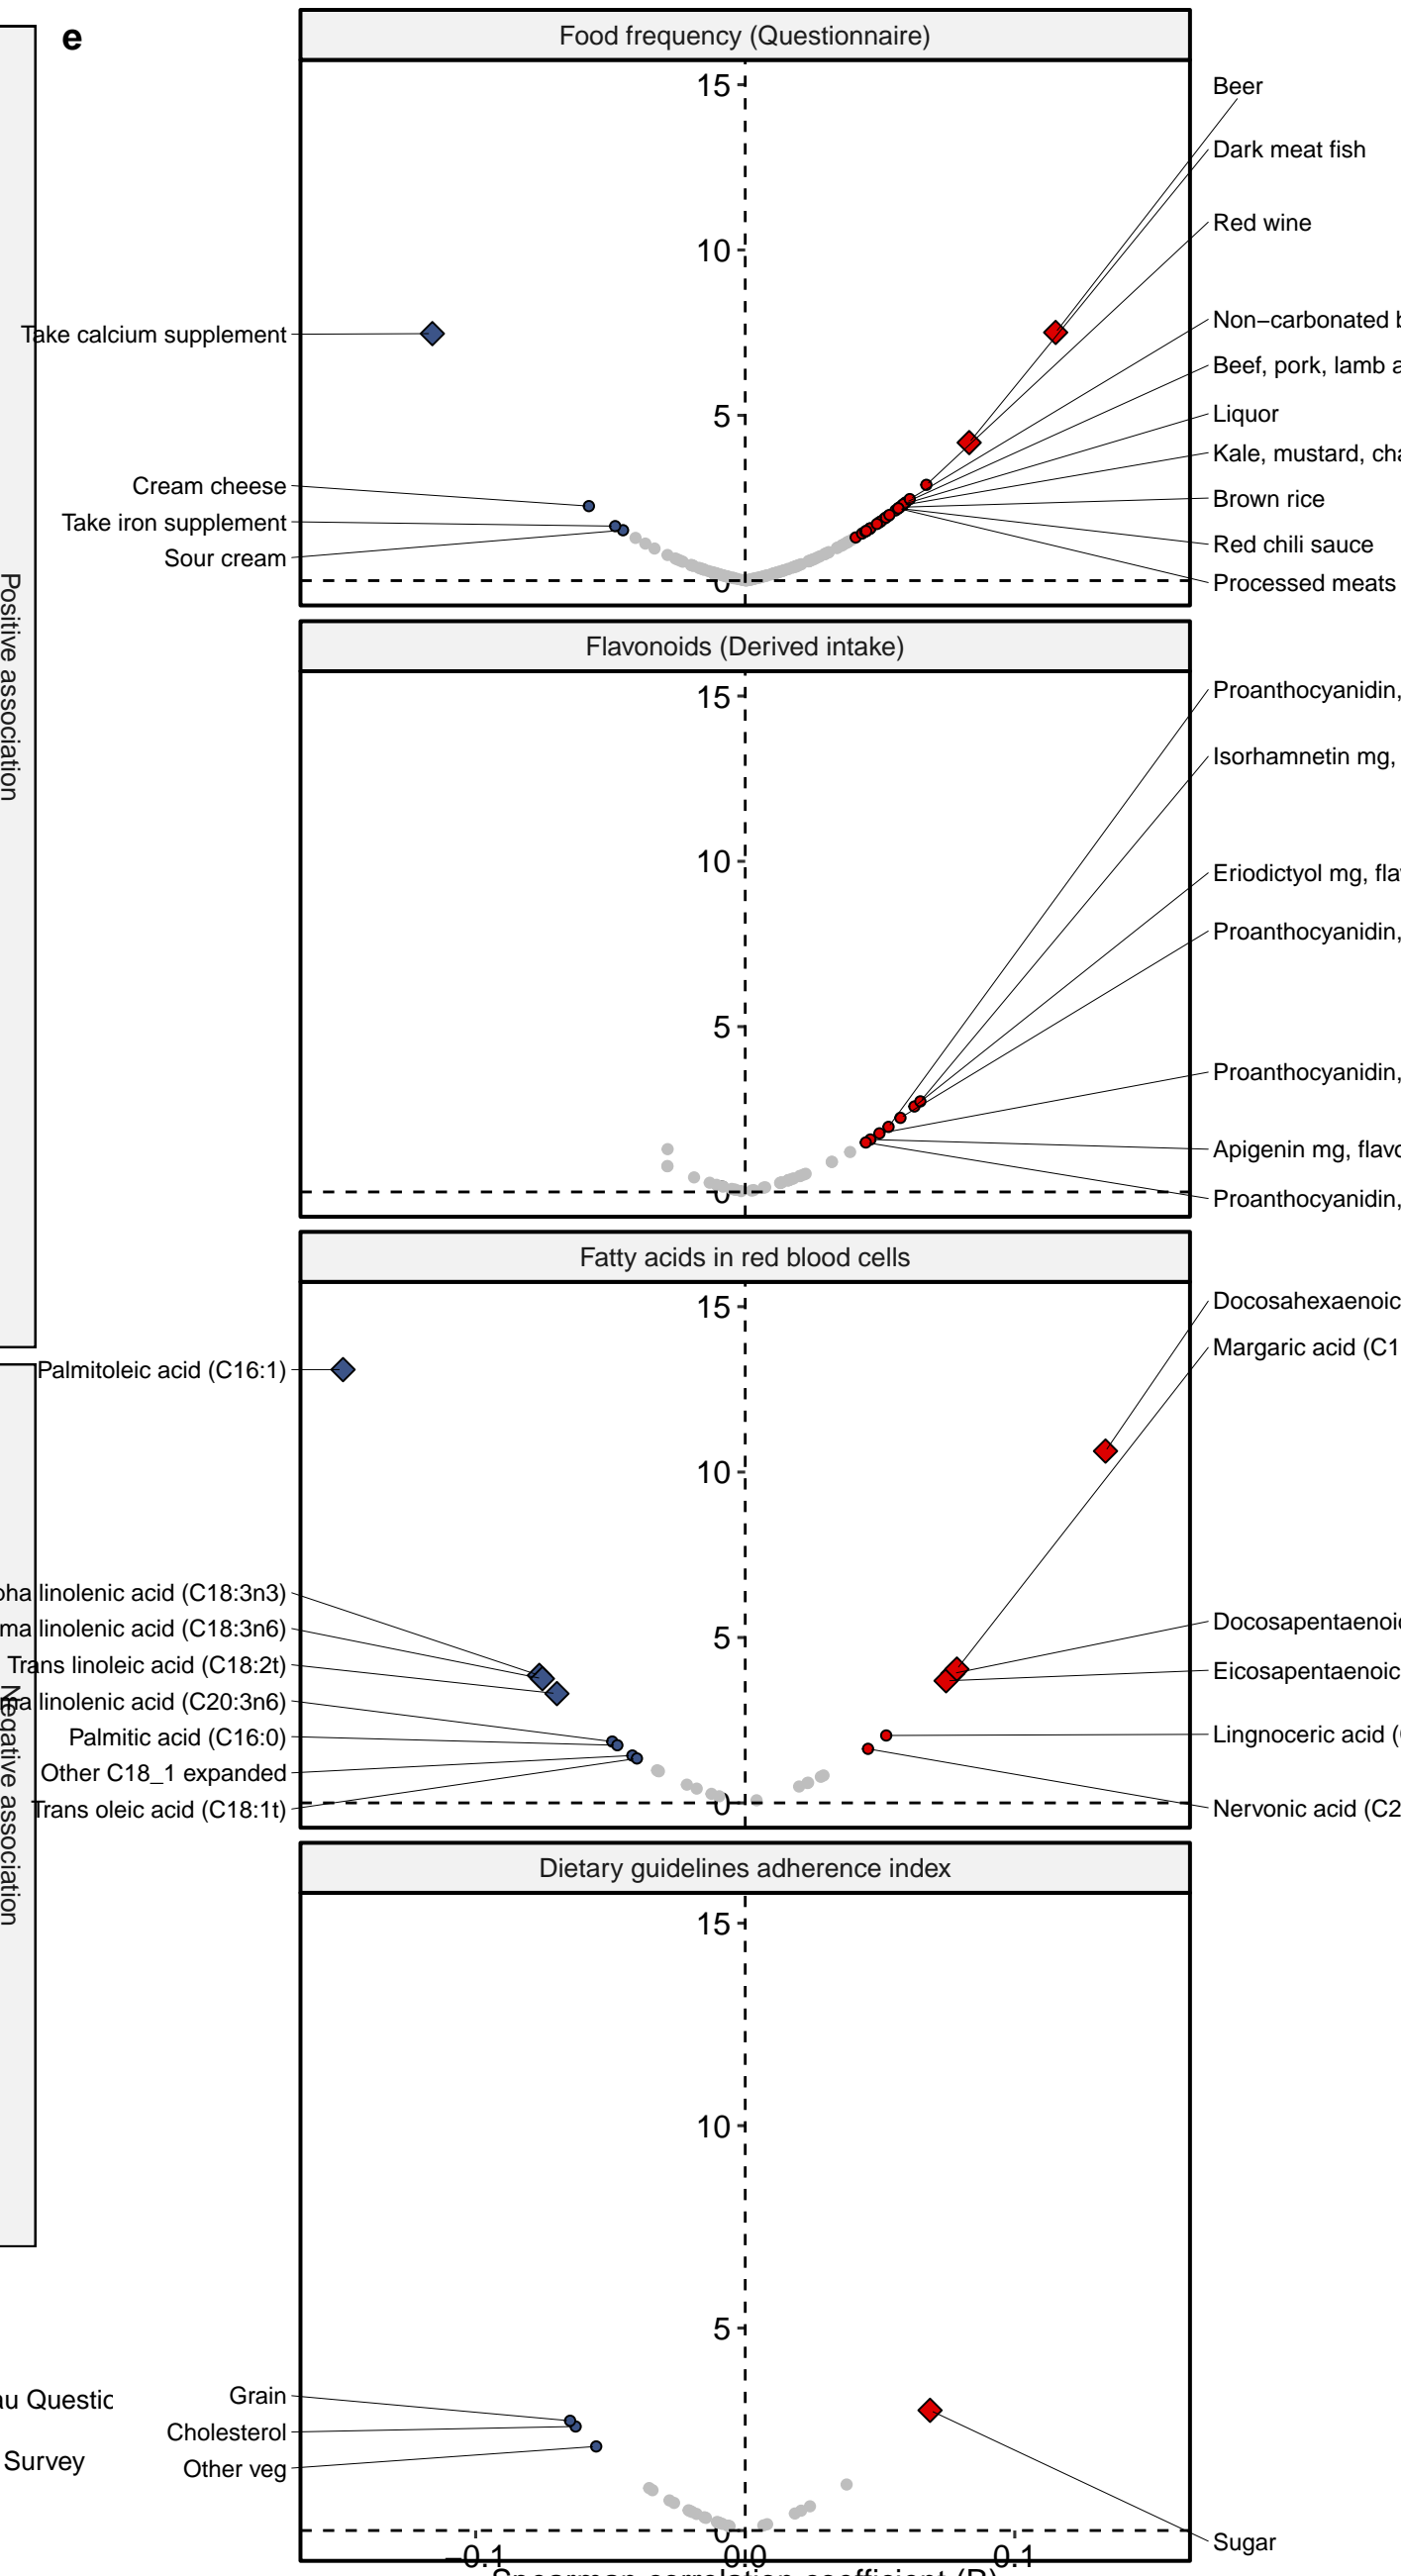 e
Food frequency (Questionnaire)
15
10
5
0
Take calcium supplement
Cream cheese
Take iron supplement
Sour cream
Beer
Dark meat fish
Red wine
Non−carbonated
Beef, pork, lamb
Liquor
Kale, mustard,
Brown rice
Red chili sauce
Processed meats
Positive association
Flavonoids (Derived intake)
15
10
5
0
Proanthocyanidin,
Isorhamnetin mg,
Eriodictyol mg,
Proanthocyanidin,
Proanthocyanidin,
Apigenin mg,
Proanthocyanidin,
Fatty acids in red blood cells
15
10
5
0
Palmitoleic acid (C16:1)
linolenic acid (C18:3n3)
linolenic acid (C18:3n6)
Trans linoleic acid (C18:2t)
linolenic acid (C20:3n6)
Palmitic acid (C16:0)
Other C18_1 expanded
Trans oleic acid (C18:1t)
Docosahexaenoic
Margaric acid (C1
Docosapentaenoic
Eicosapentaenoic
Lingnoceric acid (
Nervonic acid (C2
Negative association
Dietary guidelines adherence index
15
10
5
0
Grain
Cholesterol
Other veg
Sugar
Survey
−0.1
0.0
0.1
Spearman correlation coefficient (R)